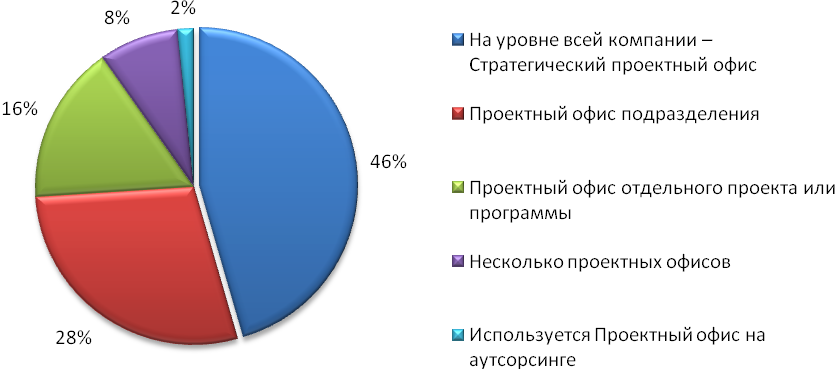 2%
8%
16%
46%
28%
На уровне всей компании –
Стратегический проектный офис
Проектный офис подразделения
Проектный офис отдельного проекта или
программы
Несколько проектных офисов
Используется Проектный офис на
аутсорсинге